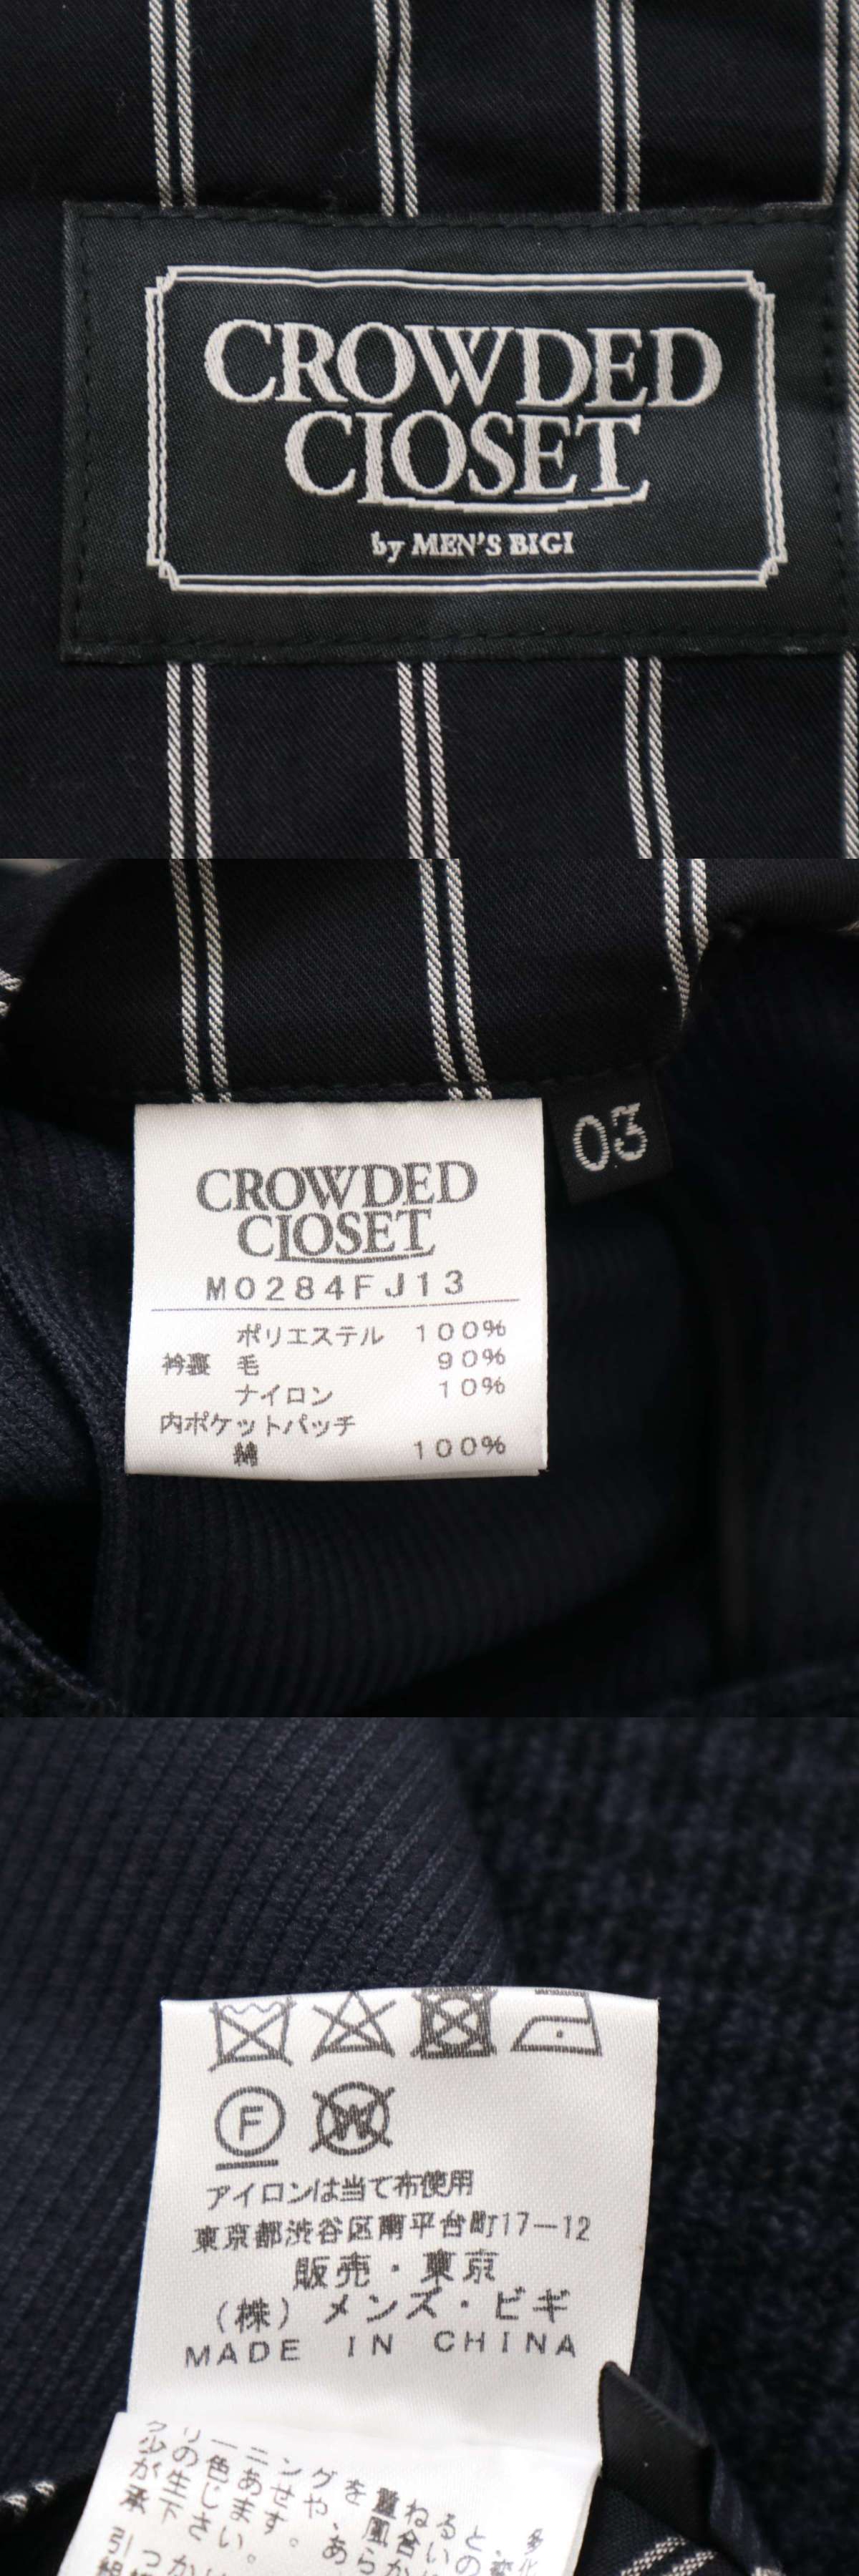 CROWDED
CLOSET
by MEN'S BIGI
03
CROWDED
CLOSET
M0284FJ13
ポリエステル 100%
衿裏 毛 90%
ナイロン 10%
内ポケットパッチ
綿 100%
F
W
アイロンは当て布使用
東京都渋谷区南平台町17-12
販売・東京
(株) メンズ・ビギ
MADE IN CHINA